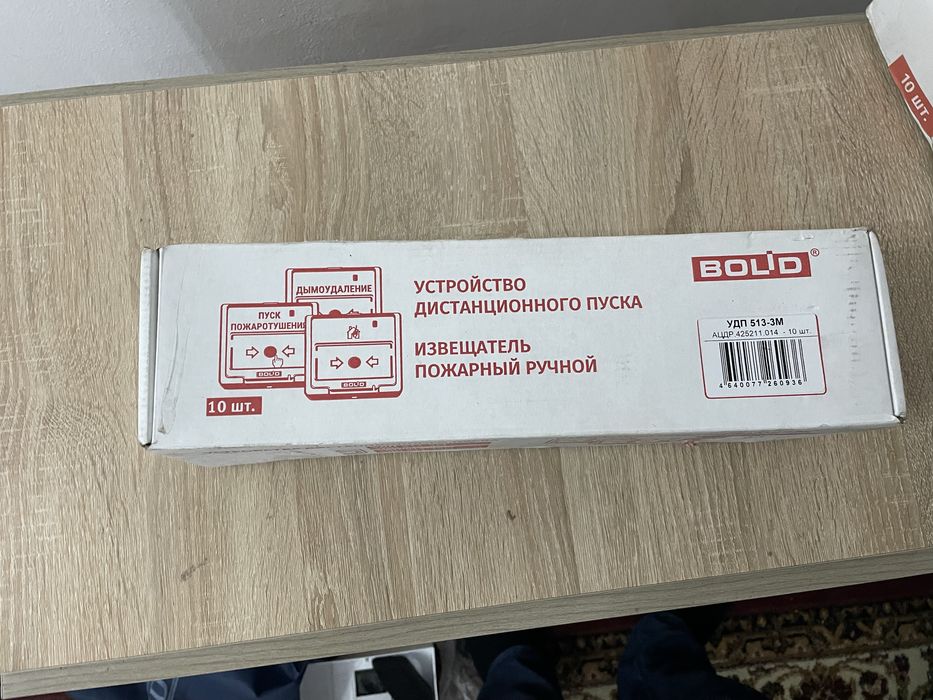 10 шт.
BOLID®
ДЫМОУДАЛЕНИЕ
ПУСК
ПОЖАРОТУШЕНИЯ
BOLID
BOLID
10 шт.
УСТРОЙСТВО
ДИСТАНЦИОННОГО ПУСКА
ИЗВЕЩАТЕЛЬ
ПОЖАРНЫЙ РУЧНОЙ
УДП 513-3М
АЦДР.425211.014 - 10 шт.
4 640077 260936